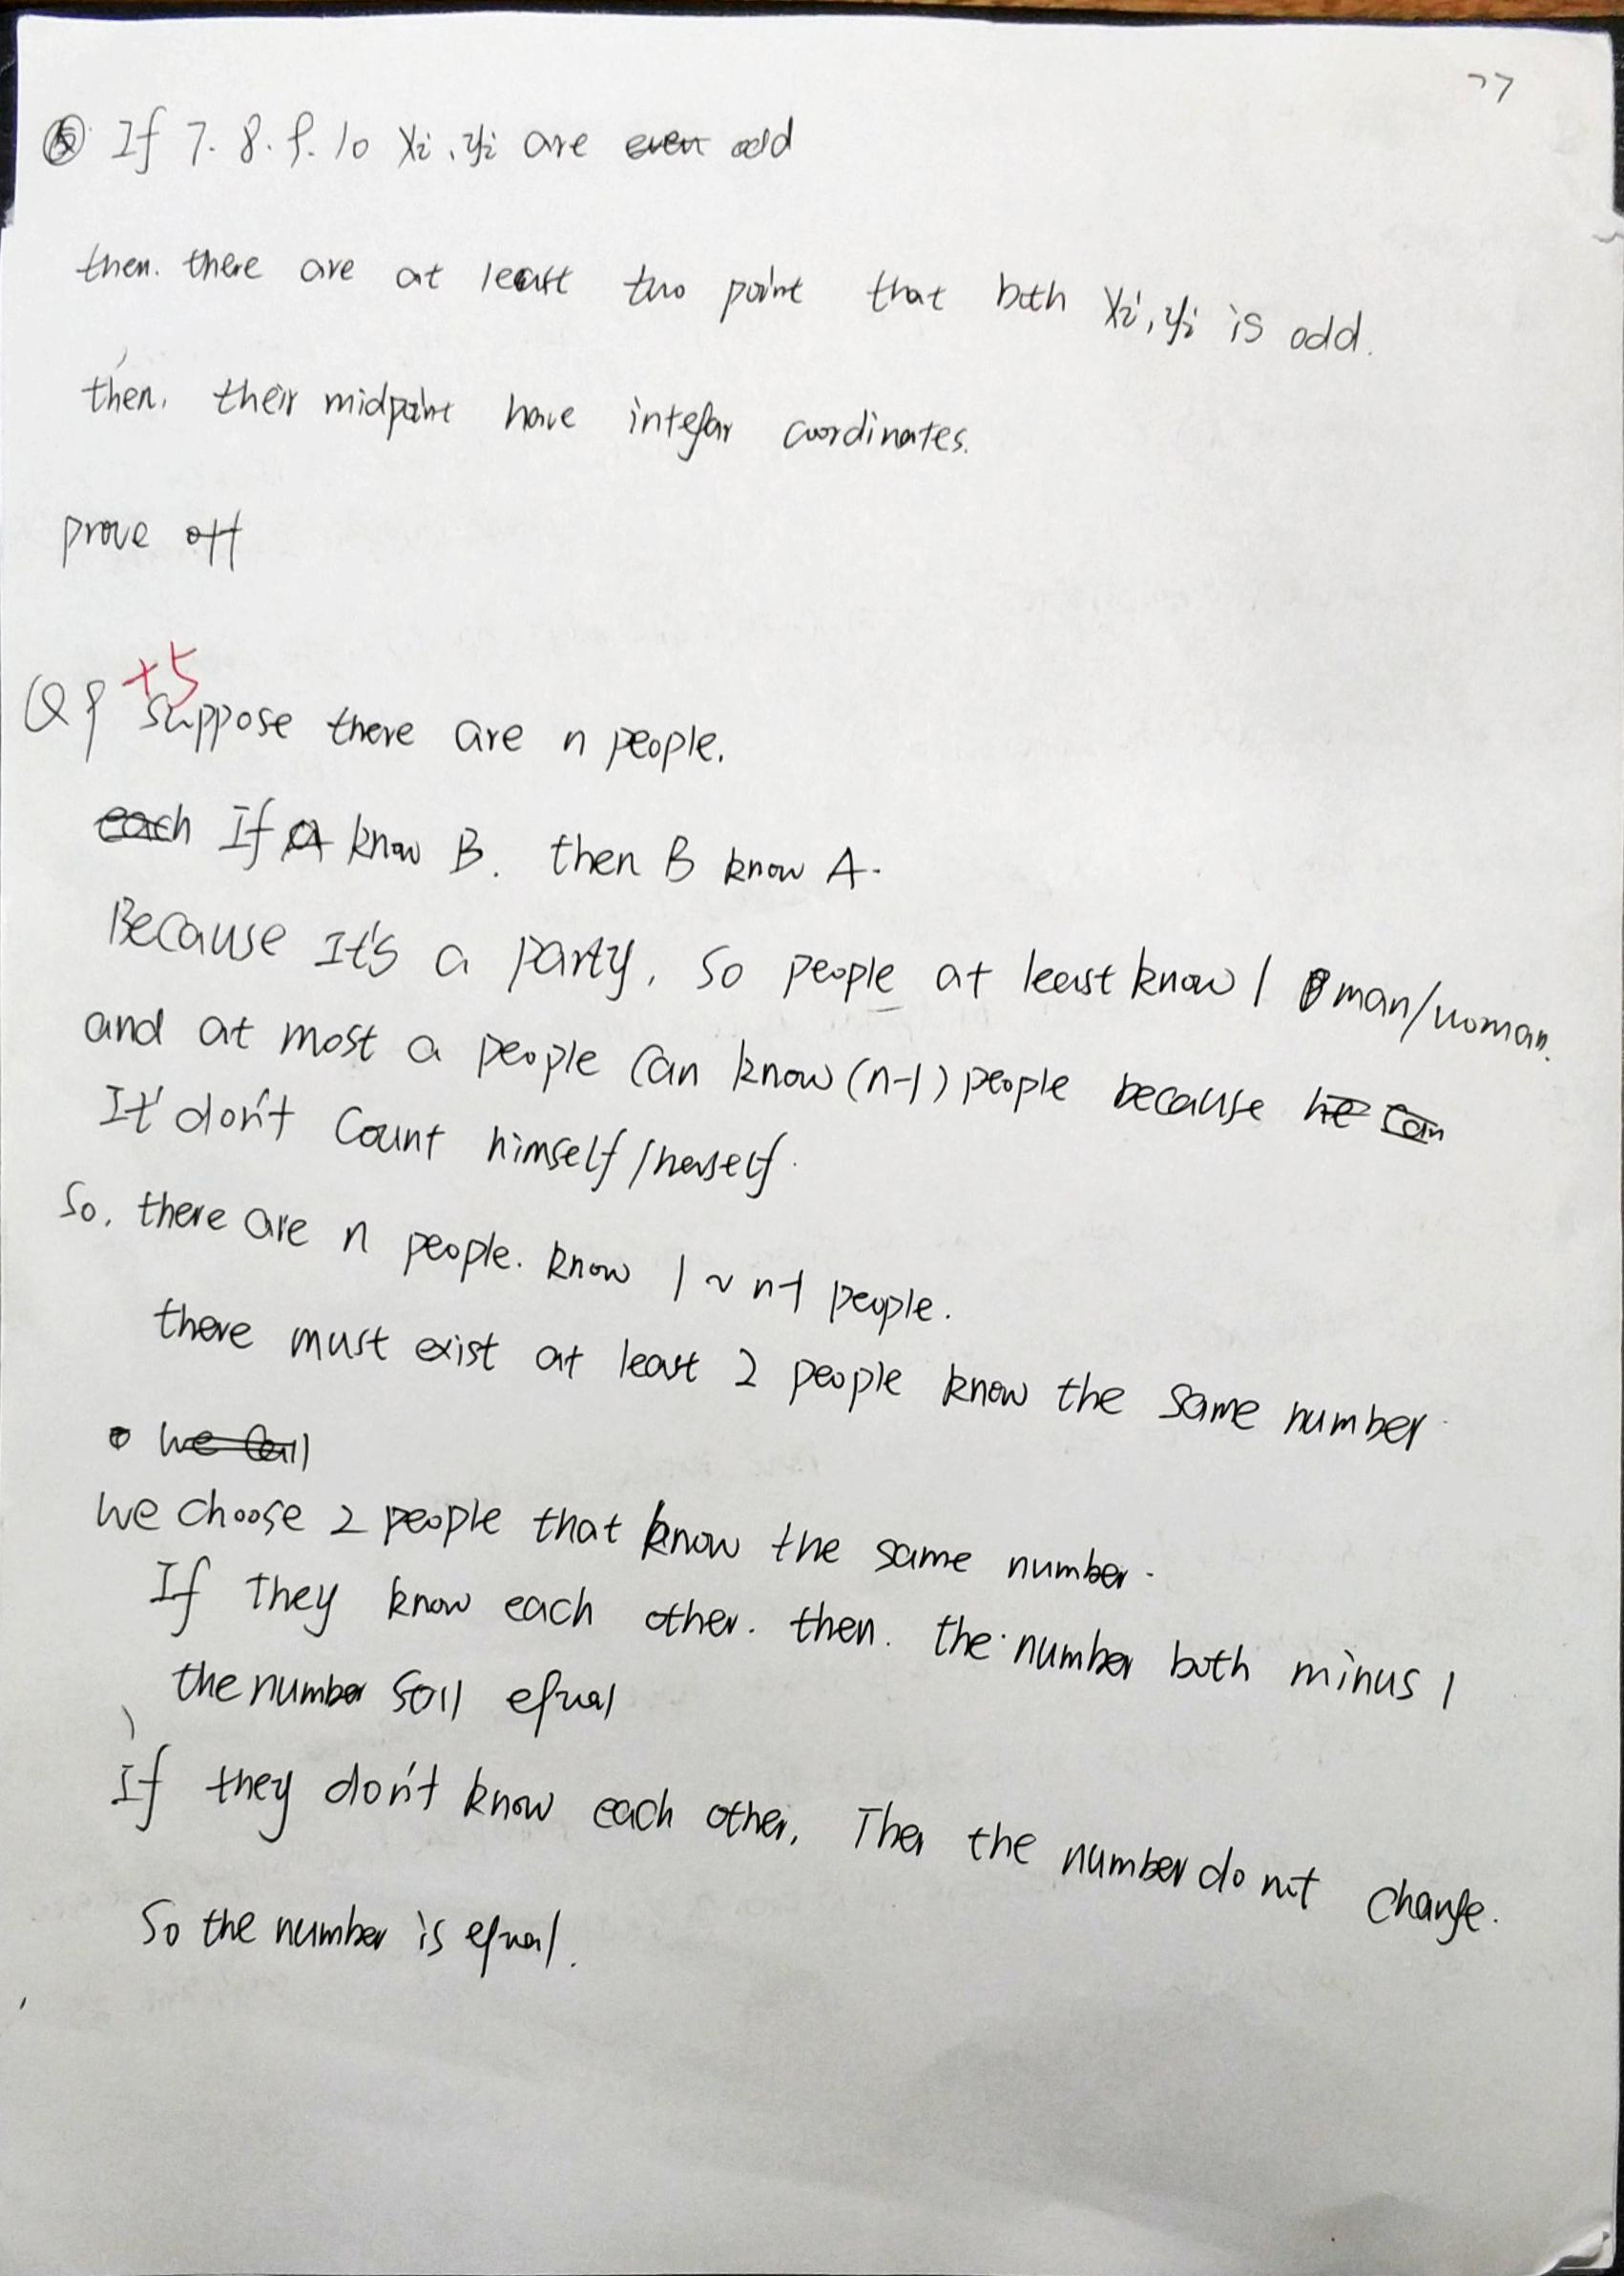 77
⑤ If 7. 8. 9. 10 xi, yi are even odd
then. there are at least two point that both xi, yi is odd.
then. their midpoint have integar coordinates.
prove off
+5
Q9 Suppose there are n people.
each If A know B. then B know A.
Because It's a party, So people at least know 1 man/woman.
and at most a people can know (n-1) people because he can
It don't count himself/herself.
So. there are n people. know 1 ~ n-1 people.
there must exist at least 2 people know the same number.
we call
We choose 2 people that know the same number.
If they know each other. then. the number both minus 1
the number equal
If they don't know each other, Then the number do not change.
So the number is equal.